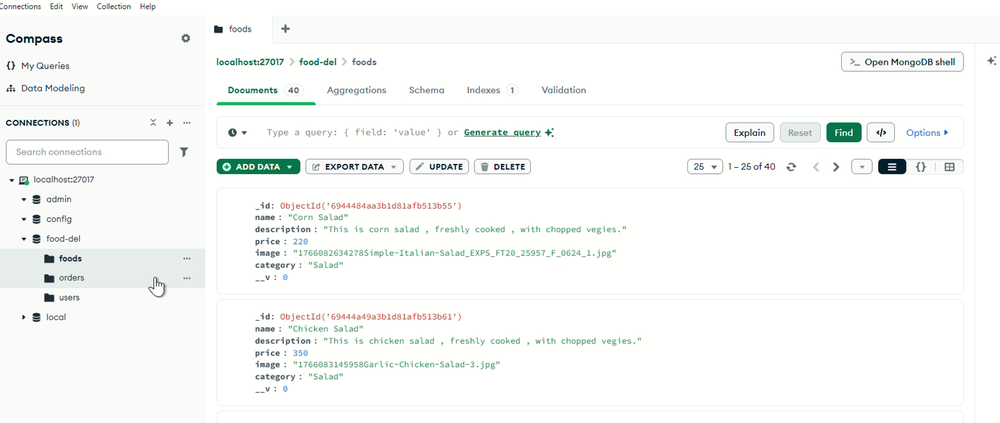 Connections Edit View Collection Help
Compass
{} My Queries
Data Modeling
CONNECTIONS (1)
Search connections
localhost:27017
admin
config
food-del
foods
orders
users
local
foods
localhost:27017 > food-del > foods
>_ Open MongoDB shell
Documents 40 Aggregations Schema Indexes 1 Validation
Type a query: { field: 'value' } or Generate query
Explain Reset Find </> Options
ADD DATA EXPORT DATA UPDATE DELETE
25 1 – 25 of 40 {}
_id: ObjectId('6944484aa3b1d81afb513b55')
name : "Corn Salad"
description : "This is corn salad , freshly cooked , with chopped vegies."
price : 220
image : "1766082634278Simple-Italian-Salad_EXPS_FT20_25957_F_0624_1.jpg"
category : "Salad"
__v : 0
_id: ObjectId('69444a49a3b1d81afb513b61')
name : "Chicken Salad"
description : "This is chicken salad , freshly cooked , with chopped vegies."
price : 350
image : "1766083145958Garlic-Chicken-Salad-3.jpg"
category : "Salad"
__v : 0